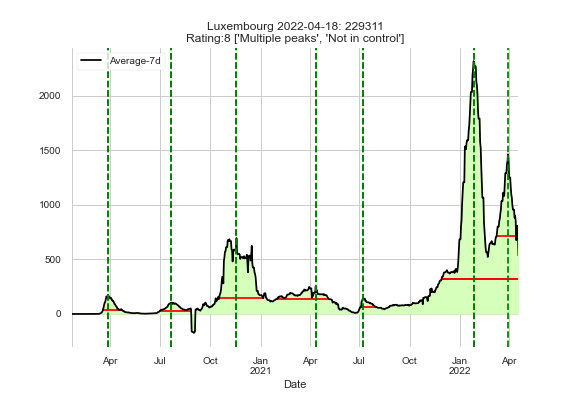 Luxembourg 2022-04-18: 229311
Rating:8 ['Multiple peaks', 'Not in control']
Average-7d
2000
1500
1000
500
0
Apr Jul Oct Jan Apr Jul Oct Jan Apr
2021 2022
Date